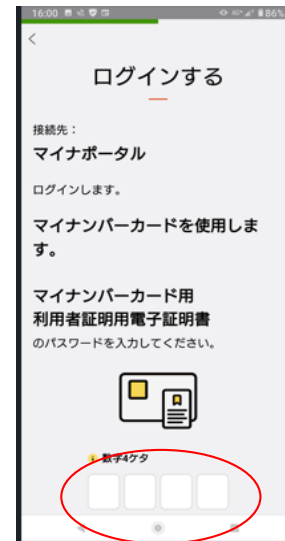 16:00
86%
ログインする
接続先：
マイナポータル
ログインします。
マイナンバーカードを使用しま
す。
マイナンバーカード用
利用者証明用電子証明書
のパスワードを入力してください。
数字4ケタ